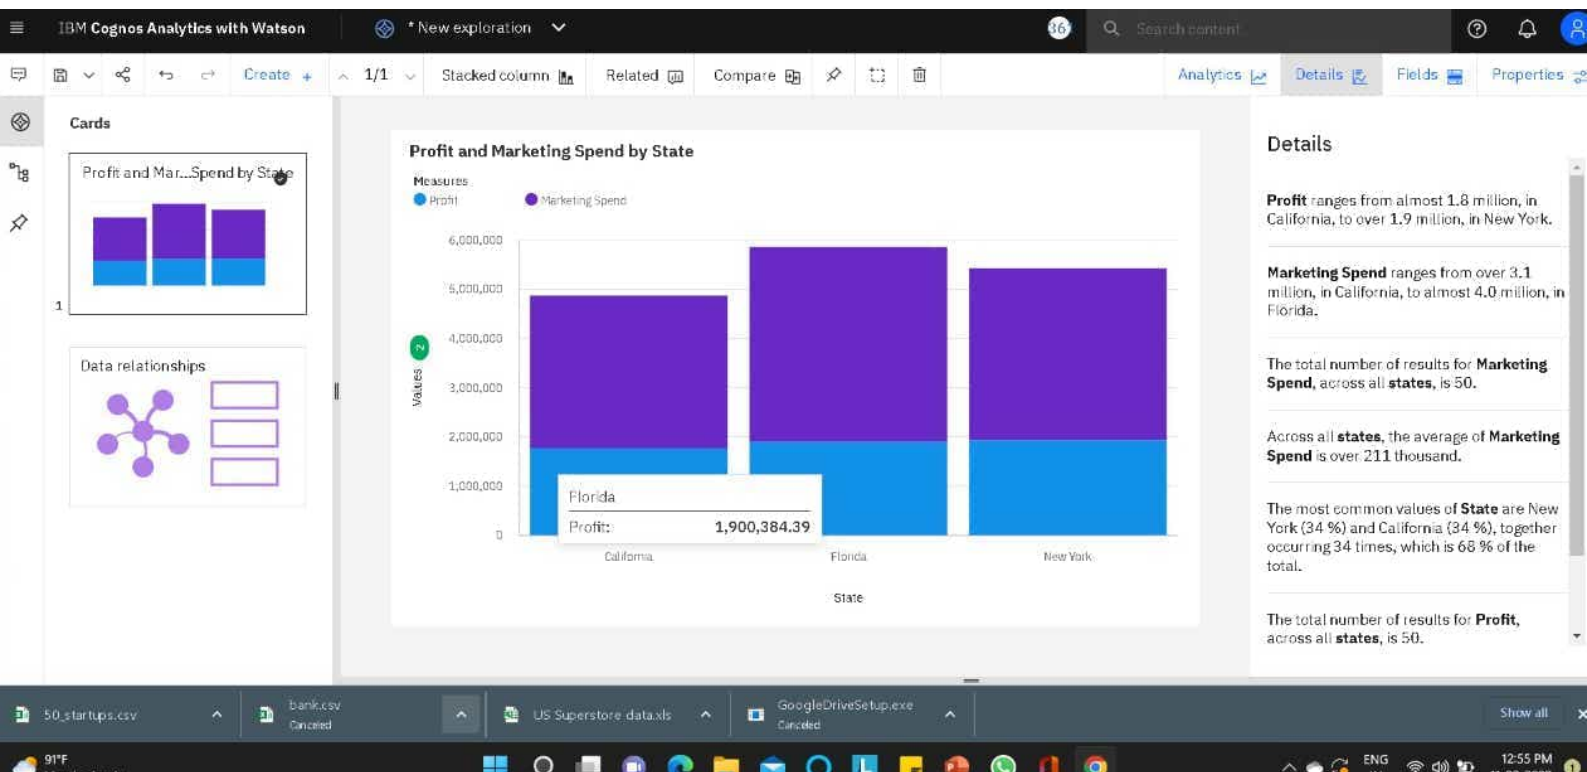 IBM Cognos Analytics with Watson
* New exploration
36
Search content
Create +
1/1
Stacked column
Related
Compare
Analytics
Details
Fields
Properties
Cards
Profit and Mar...Spend by State
1
Data relationships
Profit and Marketing Spend by State
Measures
Profit
Marketing Spend
6,000,000
5,000,000
4,000,000
3,000,000
2,000,000
1,000,000
0
Values
2
Florida
Profit: 1,900,384.39
California
Florida
New York
State
Details
Profit ranges from almost 1.8 million, in
California, to over 1.9 million, in New York.
Marketing Spend ranges from over 3.1
million, in California, to almost 4.0 million, in
Florida.
The total number of results for Marketing
Spend, across all states, is 50.
Across all states, the average of Marketing
Spend is over 211 thousand.
The most common values of State are New
York (34 %) and California (34 %), together
occurring 34 times, which is 68 % of the
total.
The total number of results for Profit,
across all states, is 50.
50_startups.csv
bank.csv
Canceled
US Superstore data.xls
GoogleDriveSetup.exe
Canceled
Show all
91°F
ENG
12:55 PM
1